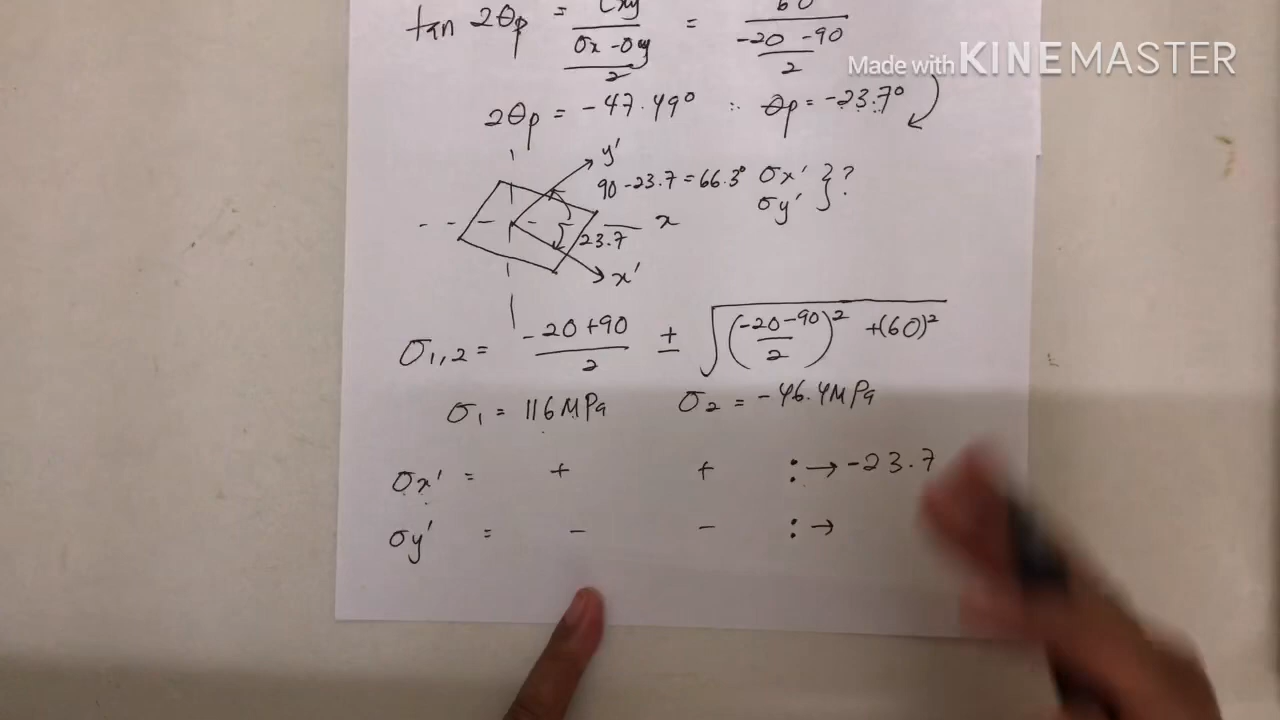 tan 2θp = τxy / ((σx - σy)/2) = 60 / ((-20 - 90)/2)
Made with KINEMASTER
2θp = -47.49° ∴ θp = -23.7°
y'
90 - 23.7 = 66.3° σx' } ?
σy'
x
23.7
x'
σ1,2 = (-20 + 90)/2 ± √(((-20 - 90)/2)² + (60)²)
σ1 = 116 MPa σ2 = -46.4 MPa
σx' = + + : → -23.7
σy' = - - : →